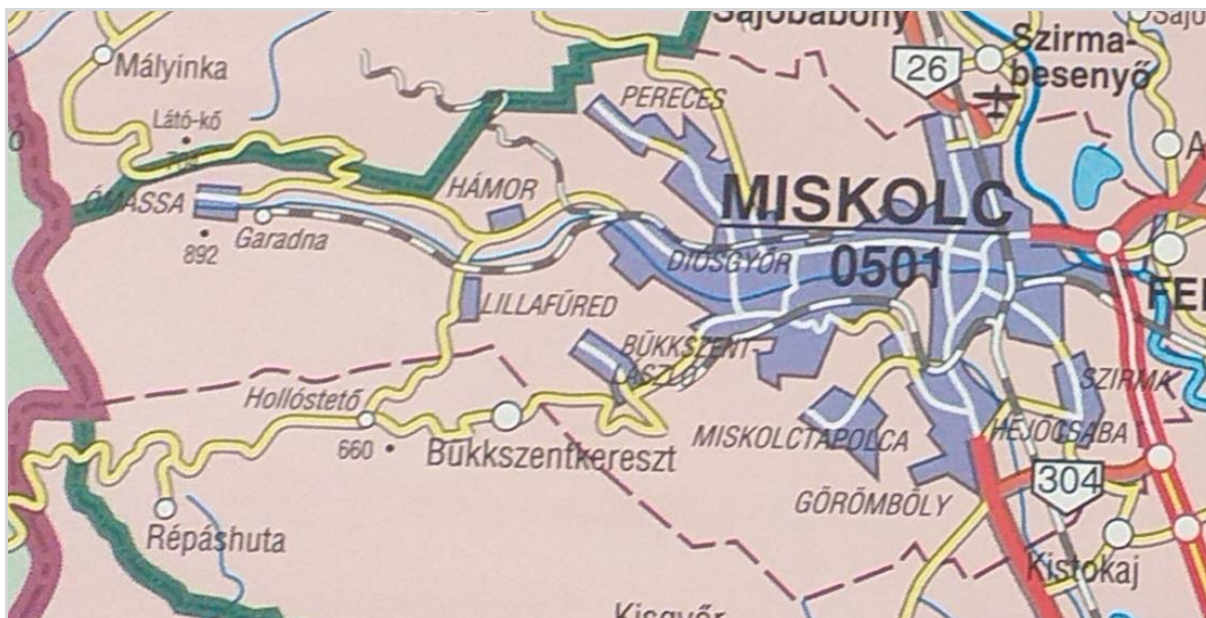 Sajóbábony
Szirma-
besenyő
26
Mályinka
PERECES
Látó-kő
ÓMASSA
HÁMOR
MISKOLC
892
Garadna
DIÓSGYŐR
0501
LILLAFÜRED
BÜKKSZENT-
LÁSZLÓ
SZIRMA
Hollóstető
660
Bükkszentkereszt
MISKOLCTAPOLCA
HEJŐCSABA
304
GÖRÖMBÖLY
Répáshuta
Kistokaj
Kisgyőr